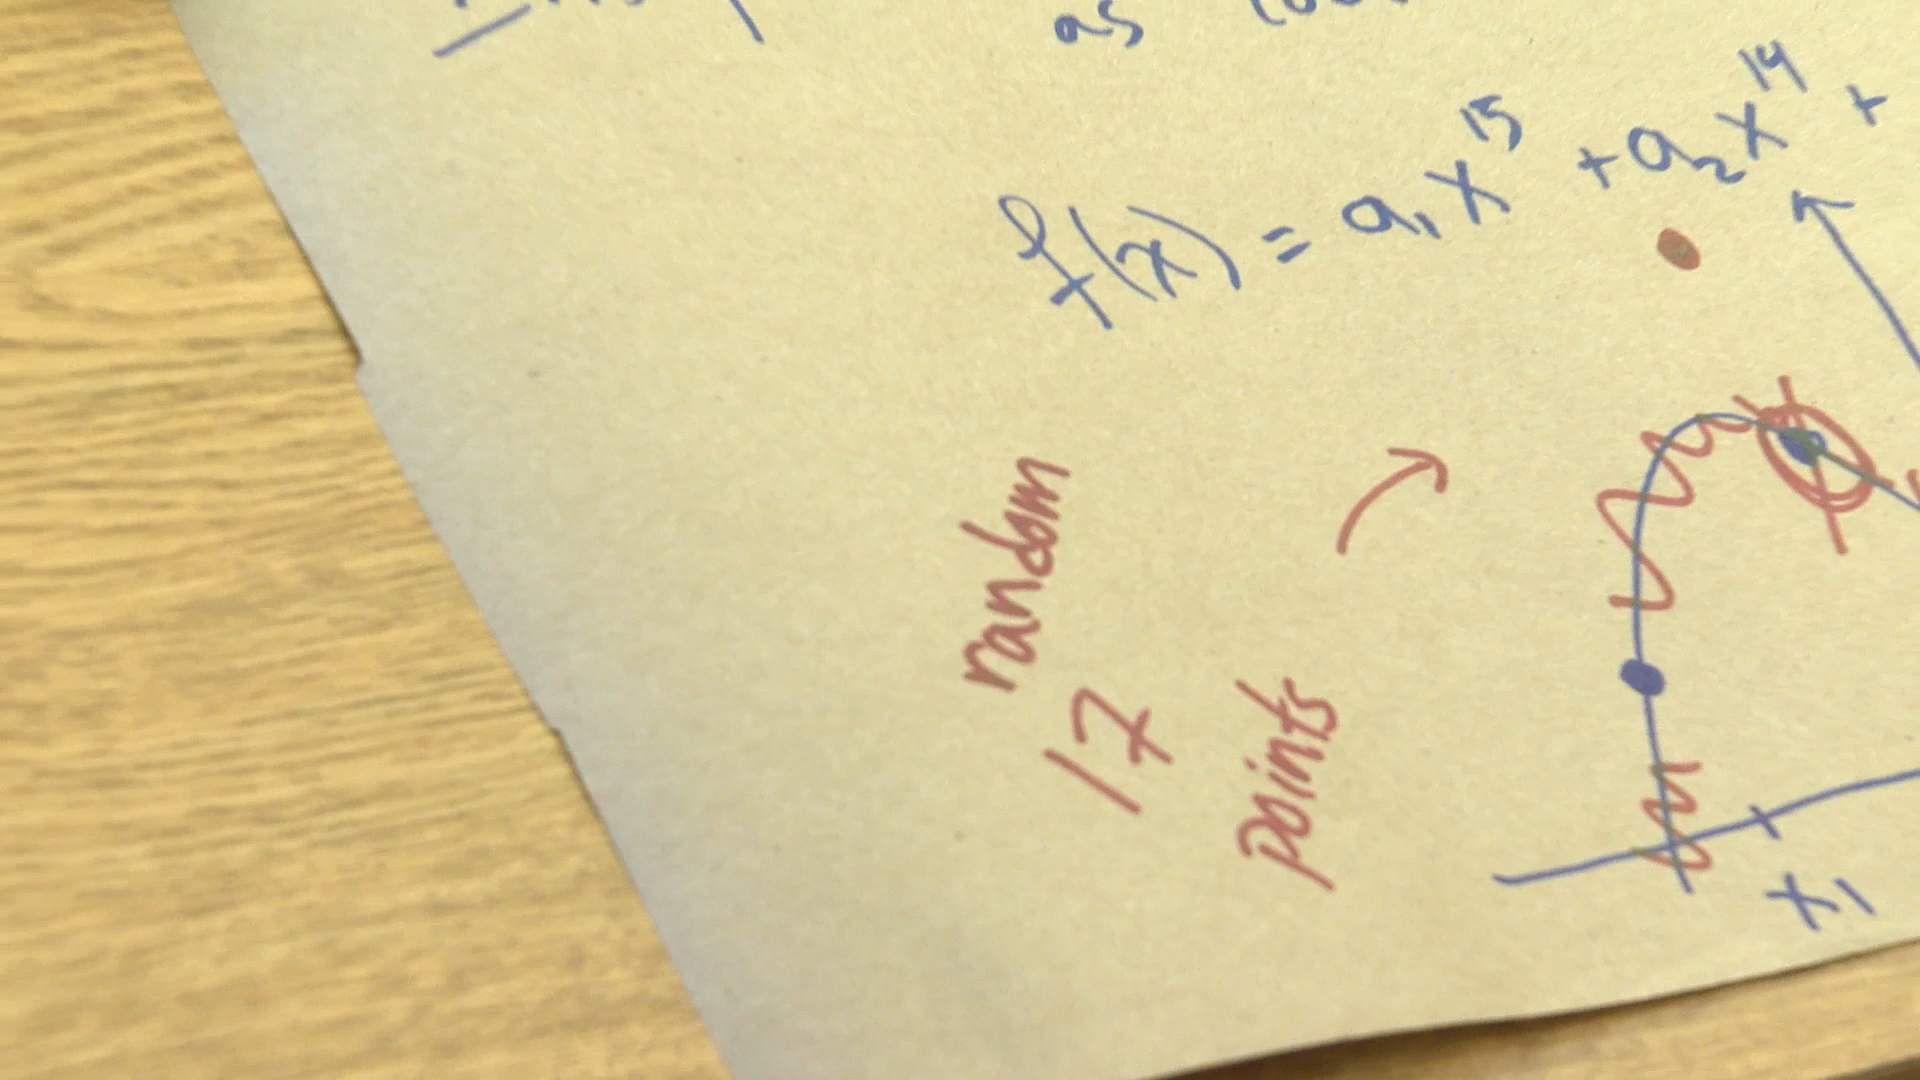 as
f(x) = a₁x¹⁵ + a₂x¹⁴ +
random
17
points
x₁